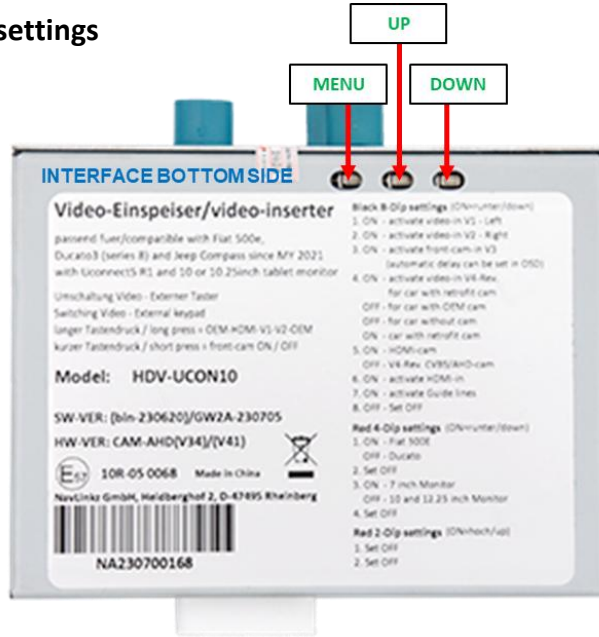 settings
UP
MENU
DOWN
INTERFACE BOTTOM SIDE
Video-Einspeiser/video-inserter
passend fuer/compatible with Fiat 500e,
Ducato3 (series 8) and Jeep Compass since MY 2021
with Uconnect5 R1 and 10 or 10.25inch tablet monitor
Umschaltung Video - Externer Taster
Switching Video - External keypad
langer Tastendruck / long press = OEM-HDMI-V1-V2-OEM
kurzer Tastendruck / short press = front-cam ON / OFF
Model: HDV-UCON10
SW-VER: (bin-230620)/GW2A-230705
HW-VER: CAM-AHD(V34)/(V41)
E57
10R-05 0068 Made in China
NavLinkz GmbH, Heidberghof 2, D-47495 Rheinberg
NA230700168
Black 8-Dip settings (ON=runter/down)
1. ON - activate video-in V1 - Left
2. ON - activate video-in V2 - Right
3. ON - activate front-cam-in V3
(automatic delay can be set in OSD)
4. ON - activate video-in V4-Rev.
for car with retrofit cam
OFF - for car with OEM cam
OFF - for car without cam
ON - car with retrofit cam
5. ON - HDMI-cam
OFF - V4-Rev. CVBS/AHD-cam
6. ON - activate HDMI-in
7. ON - activate Guide lines
8. OFF - Set OFF
Red 4-Dip settings (ON=runter/down)
1. ON - Fiat 500E
OFF - Ducato
2. Set OFF
3. ON - 7 inch Monitor
OFF - 10 and 12.25 inch Monitor
4. Set OFF
Red 2-Dip settings (ON=hoch/up)
1. Set OFF
2. Set OFF